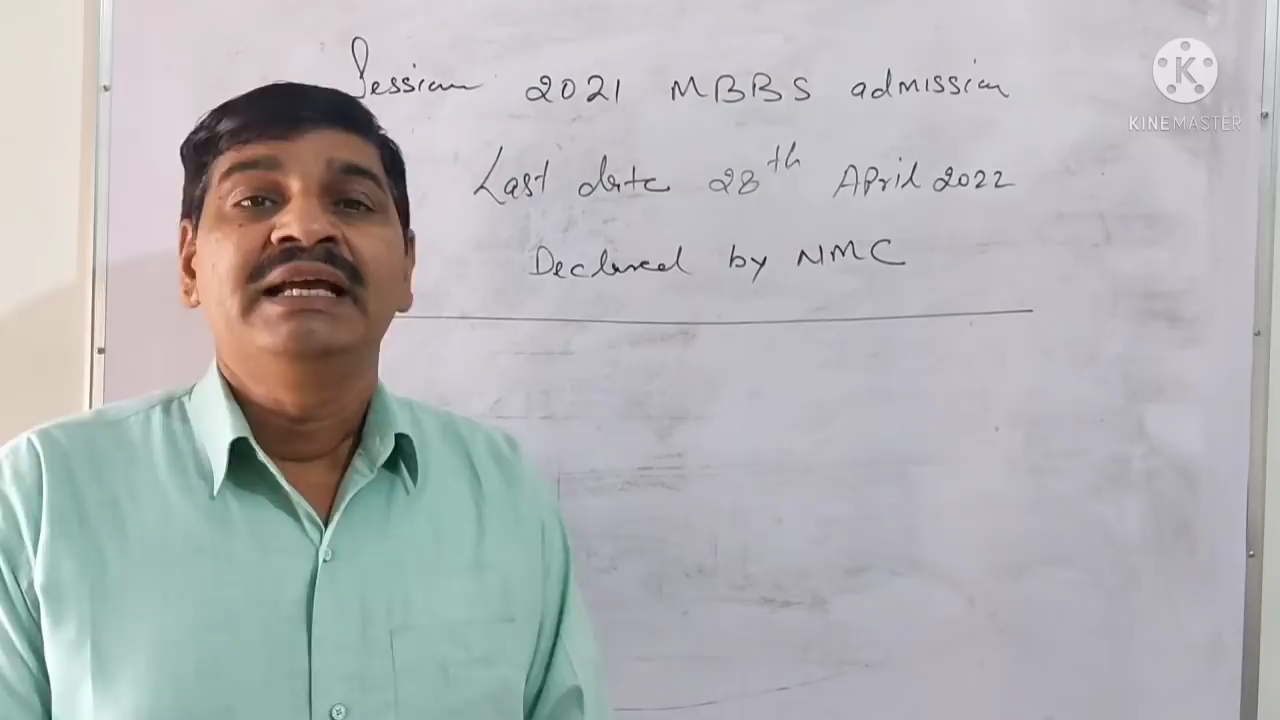 Session 2021 MBBS admission
Last date 28th April 2022
Declared by NMC
K
KINEMASTER